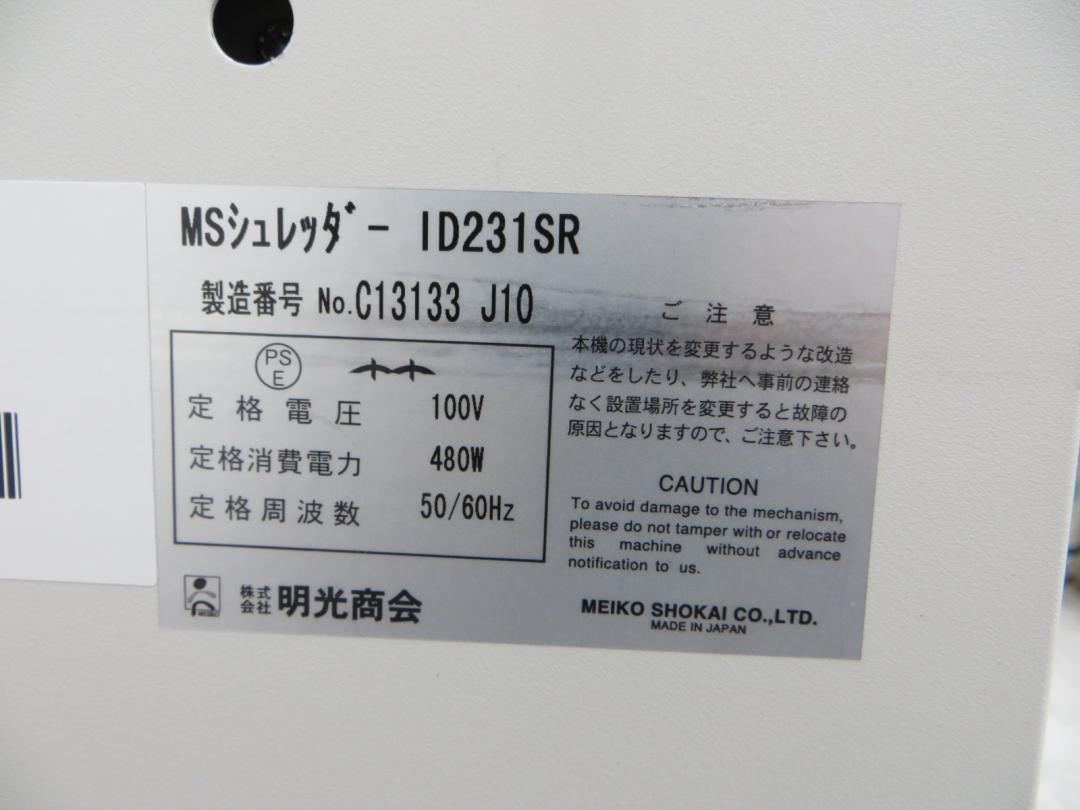 MSシュレッダー ID231SR
製造番号 No.C13133 J10
PS
E
定格電圧 100V
定格消費電力 480W
定格周波数 50/60Hz
ご注意
本機の現状を変更するような改造
などをしたり、弊社へ事前の連絡
なく設置場所を変更すると故障の
原因となりますので、ご注意下さい。
CAUTION
To avoid damage to the mechanism,
please do not tamper with or relocate
this machine without advance
notification to us.
MEIKO
株式会社 明光商会
MEIKO SHOKAI CO.,LTD.
MADE IN JAPAN